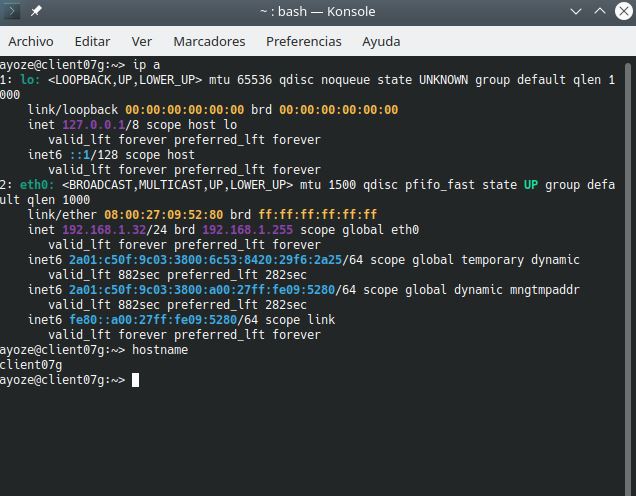 ~ : bash — Konsole
Archivo Editar Ver Marcadores Preferencias Ayuda
ayoze@client07g:~> ip a
1: lo: <LOOPBACK,UP,LOWER_UP> mtu 65536 qdisc noqueue state UNKNOWN group default qlen 1
000
link/loopback 00:00:00:00:00:00 brd 00:00:00:00:00:00
inet 127.0.0.1/8 scope host lo
valid_lft forever preferred_lft forever
inet6 ::1/128 scope host
valid_lft forever preferred_lft forever
2: eth0: <BROADCAST,MULTICAST,UP,LOWER_UP> mtu 1500 qdisc pfifo_fast state UP group defa
ult qlen 1000
link/ether 08:00:27:09:52:80 brd ff:ff:ff:ff:ff:ff
inet 192.168.1.32/24 brd 192.168.1.255 scope global eth0
valid_lft forever preferred_lft forever
inet6 2a01:c50f:9c03:3800:6c53:8420:29f6:2a25/64 scope global temporary dynamic
valid_lft 882sec preferred_lft 282sec
inet6 2a01:c50f:9c03:3800:a00:27ff:fe09:5280/64 scope global dynamic mngtmpaddr
valid_lft 882sec preferred_lft 282sec
inet6 fe80::a00:27ff:fe09:5280/64 scope link
valid_lft forever preferred_lft forever
ayoze@client07g:~> hostname
client07g
ayoze@client07g:~>